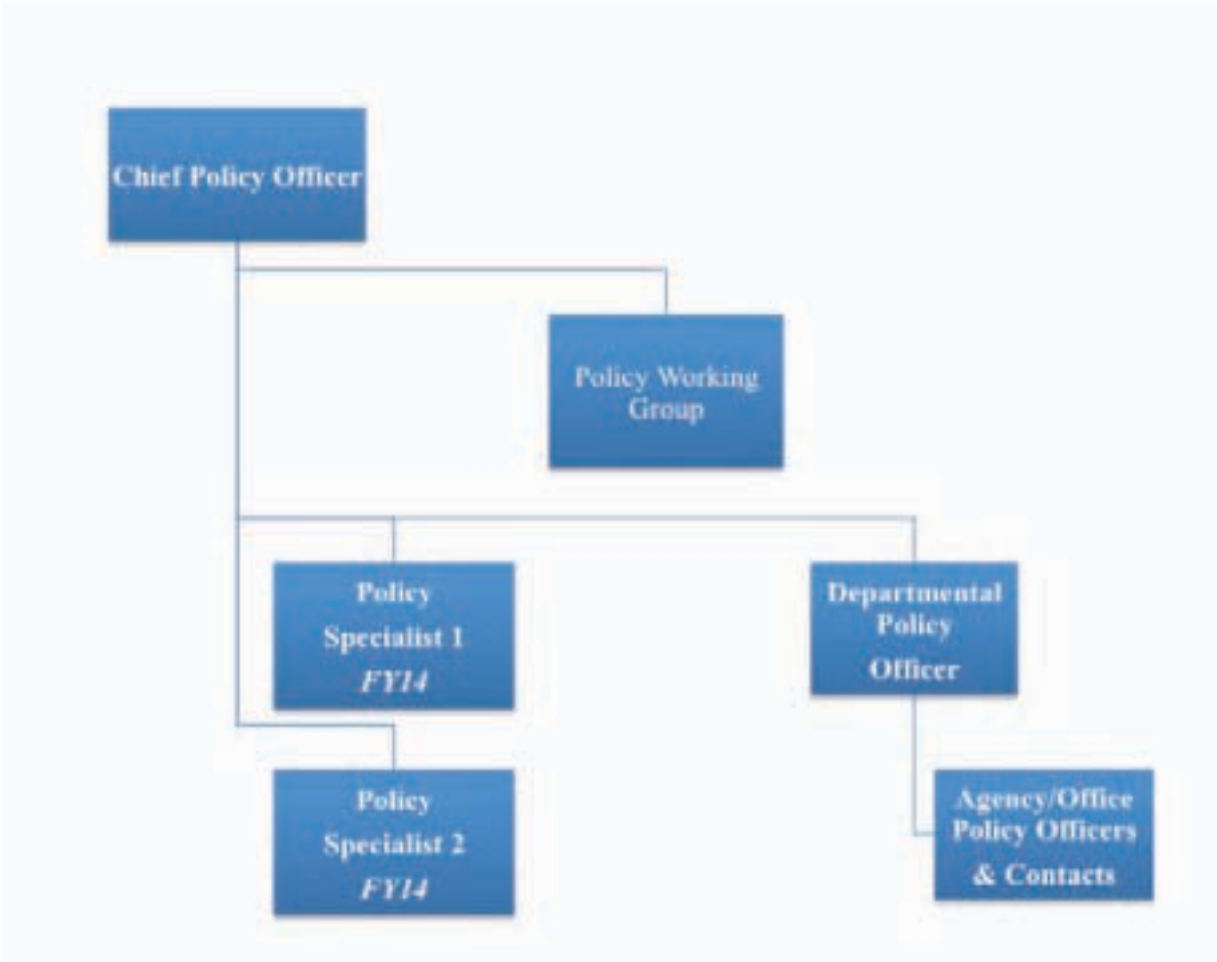 Chief Policy Officer
Policy Working
Group
Policy
Specialist 1
FY14
Departmental
Policy
Officer
Policy
Specialist 2
FY14
Agency/Office
Policy Officers
& Contacts